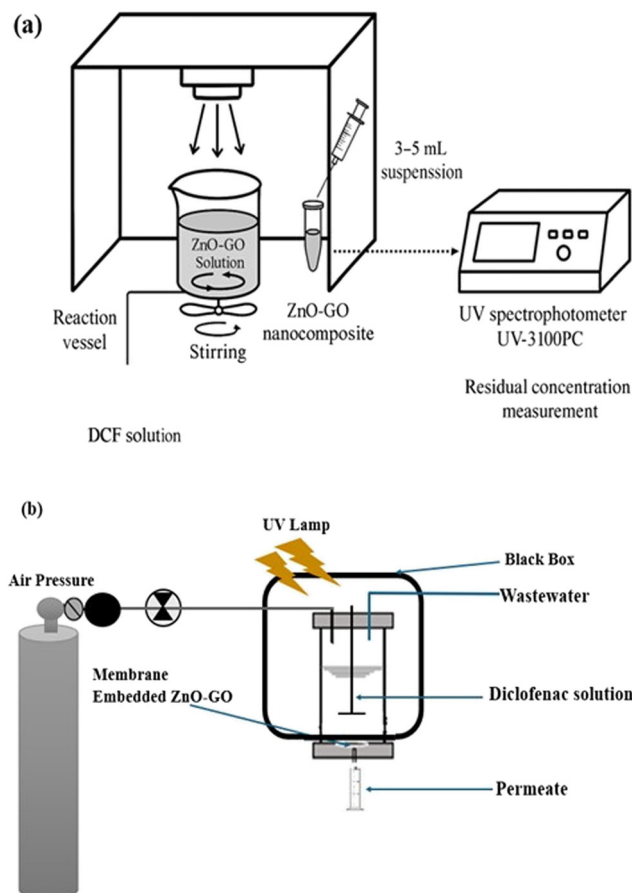 (a)
3–5 mL
suspenssion
ZnO-GO
Solution
Reaction
vessel
Stirring
ZnO-GO
nanocomposite
UV spectrophotometer
UV-3100PC
Residual concentration
measurement
DCF solution
(b)
UV Lamp
Black Box
Air Pressure
Wastewater
Membrane
Embedded ZnO-GO
Diclofenac solution
Permeate